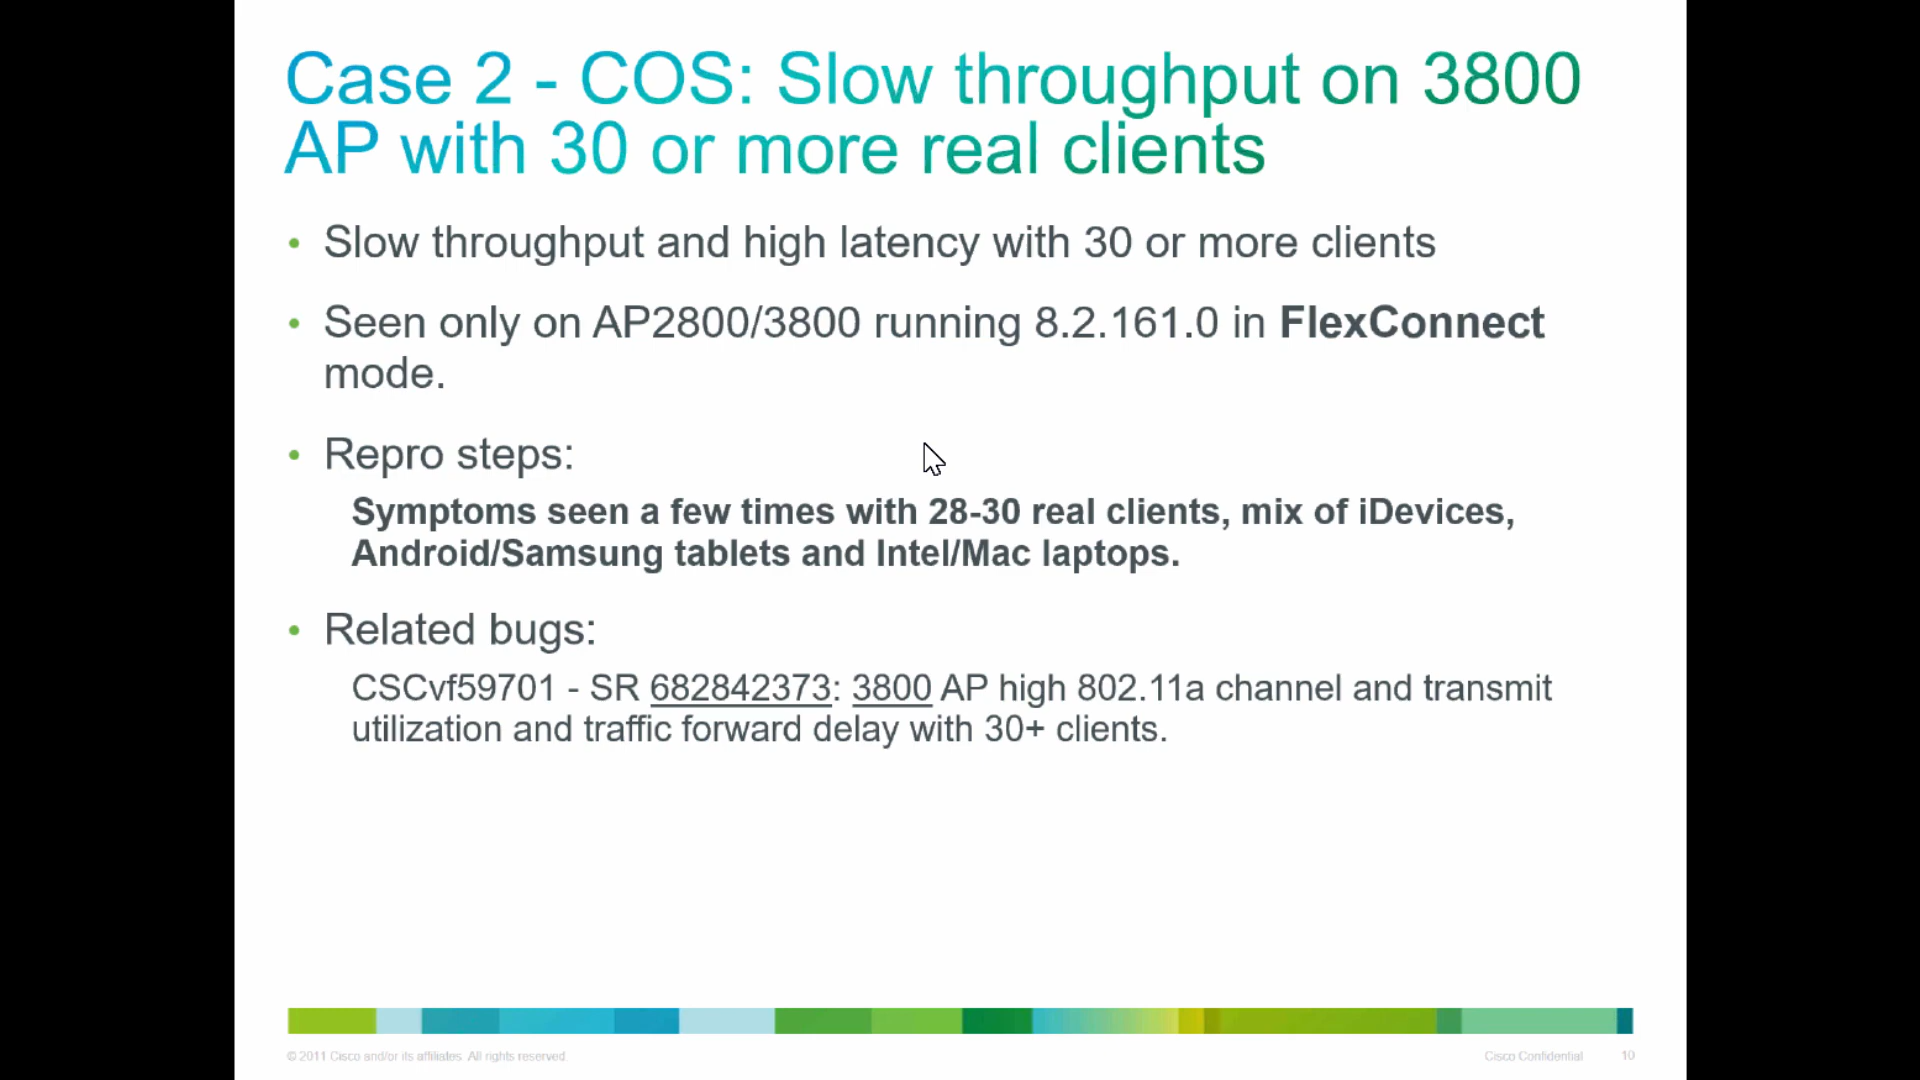 Case 2 - COS: Slow throughput on 3800
AP with 30 or more real clients
• Slow throughput and high latency with 30 or more clients
• Seen only on AP2800/3800 running 8.2.161.0 in FlexConnect
mode.
• Repro steps:
Symptoms seen a few times with 28-30 real clients, mix of iDevices,
Android/Samsung tablets and Intel/Mac laptops.
• Related bugs:
CSCvf59701 - SR 682842373: 3800 AP high 802.11a channel and transmit
utilization and traffic forward delay with 30+ clients.
© 2011 Cisco and/or its affiliates. All rights reserved.
Cisco Confidential 10